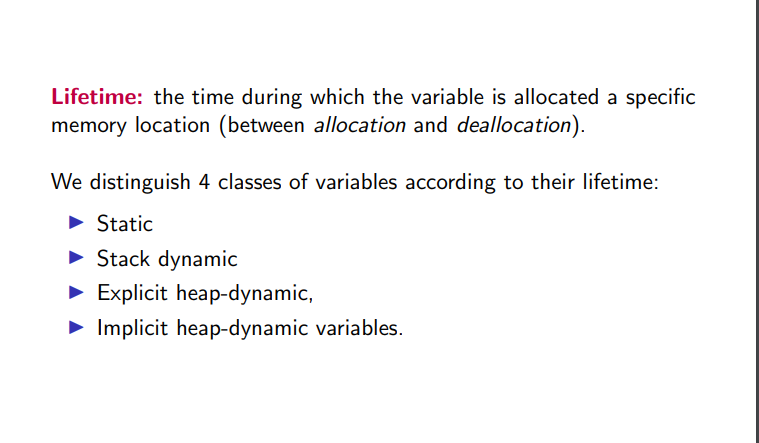 Lifetime: the time during which the variable is allocated a specific
memory location (between allocation and deallocation).
We distinguish 4 classes of variables according to their lifetime:
Static
Stack dynamic
Explicit heap-dynamic,
Implicit heap-dynamic variables.